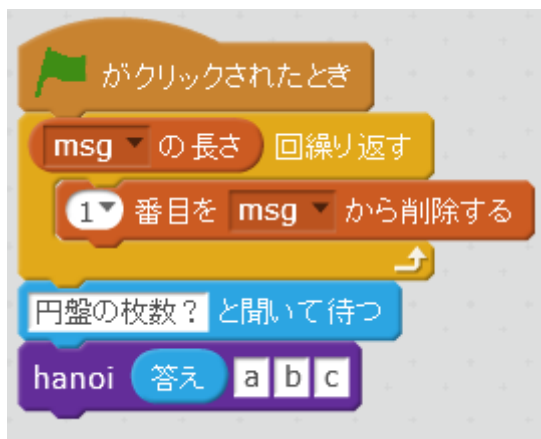 がクリックされたとき
msg の長さ 回繰り返す
1 番目を msg から削除する
円盤の枚数? と聞いて待つ
hanoi 答え a b c